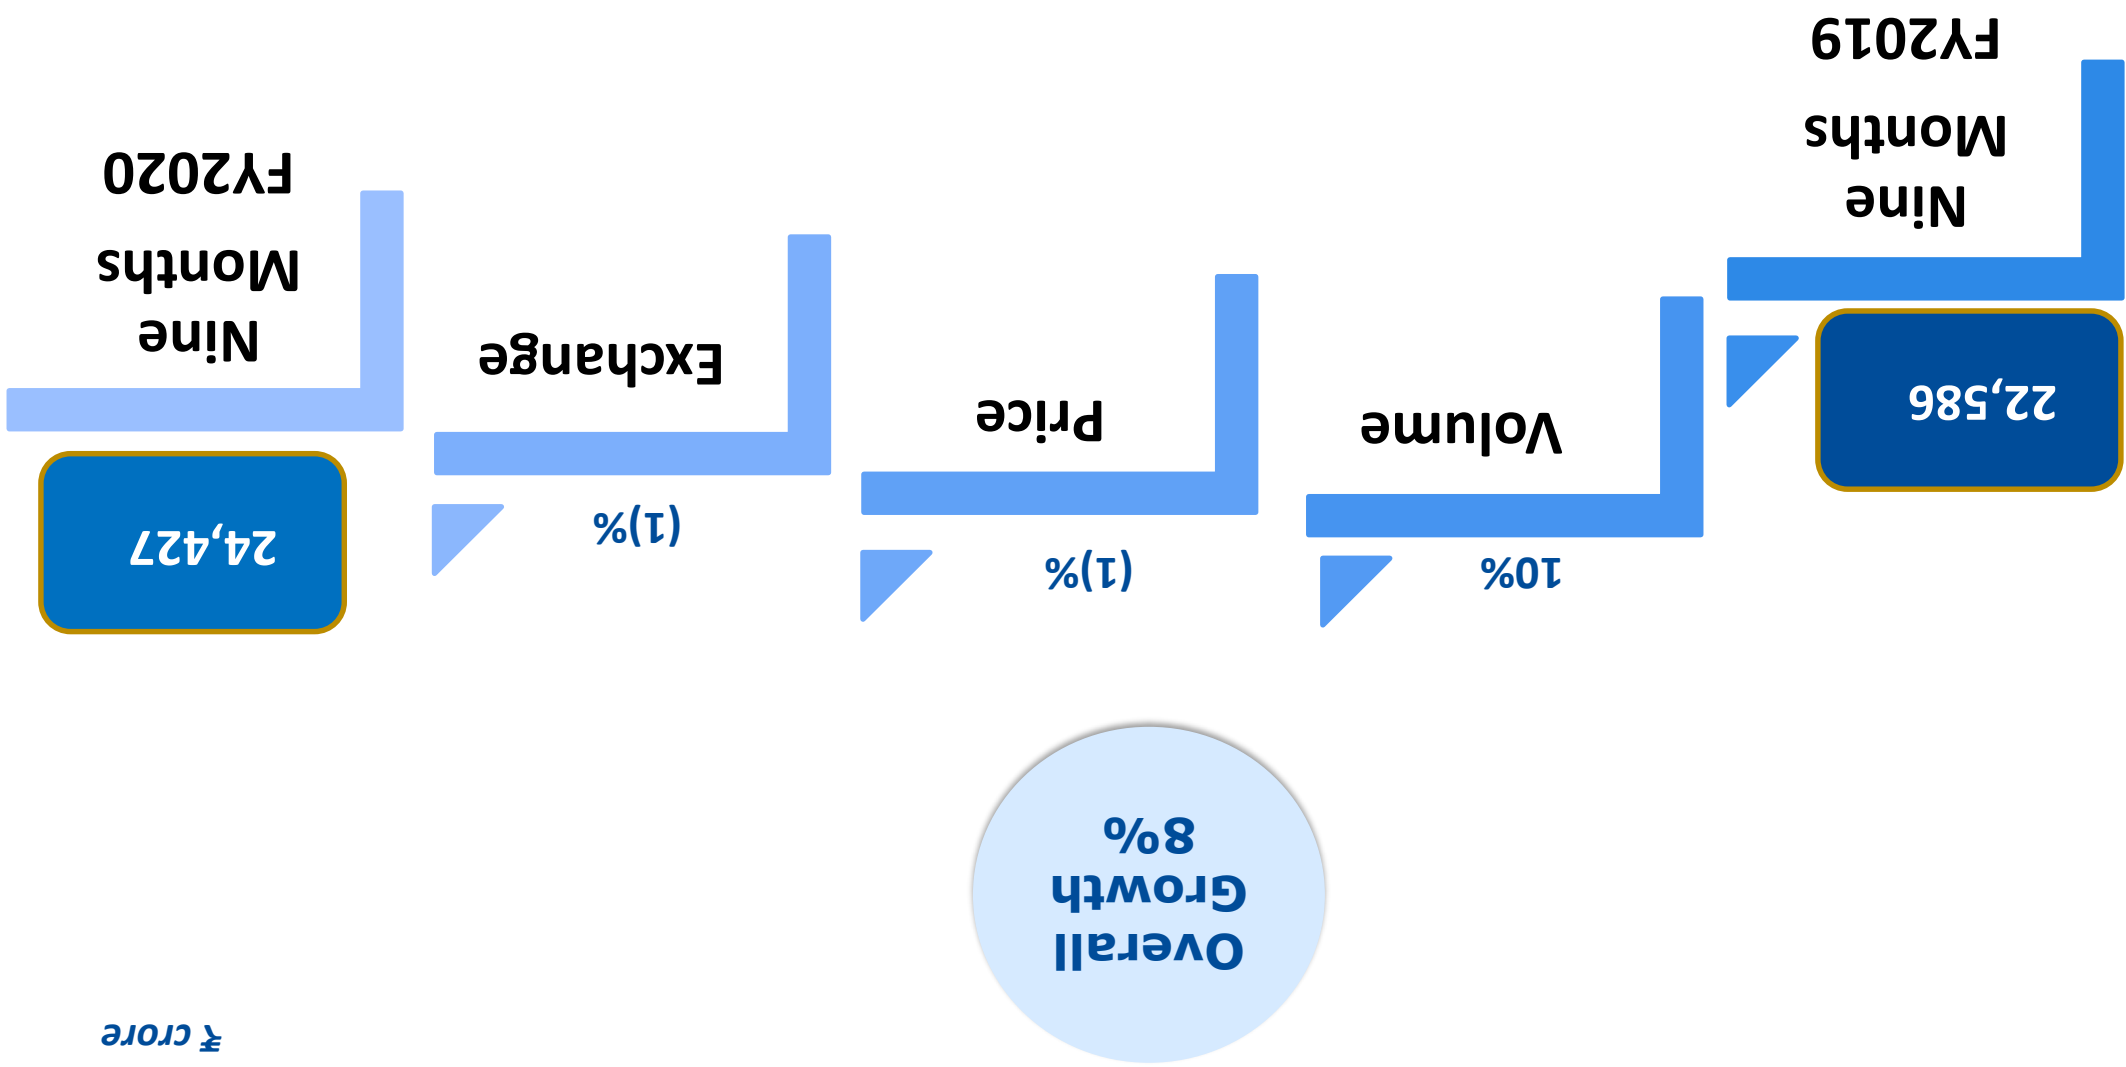 ₹ crore
Overall
Growth
8%
22,586
Nine
Months
FY2019
10%
Volume
(1)%
Price
(1)%
Exchange
24,427
Nine
Months
FY2020